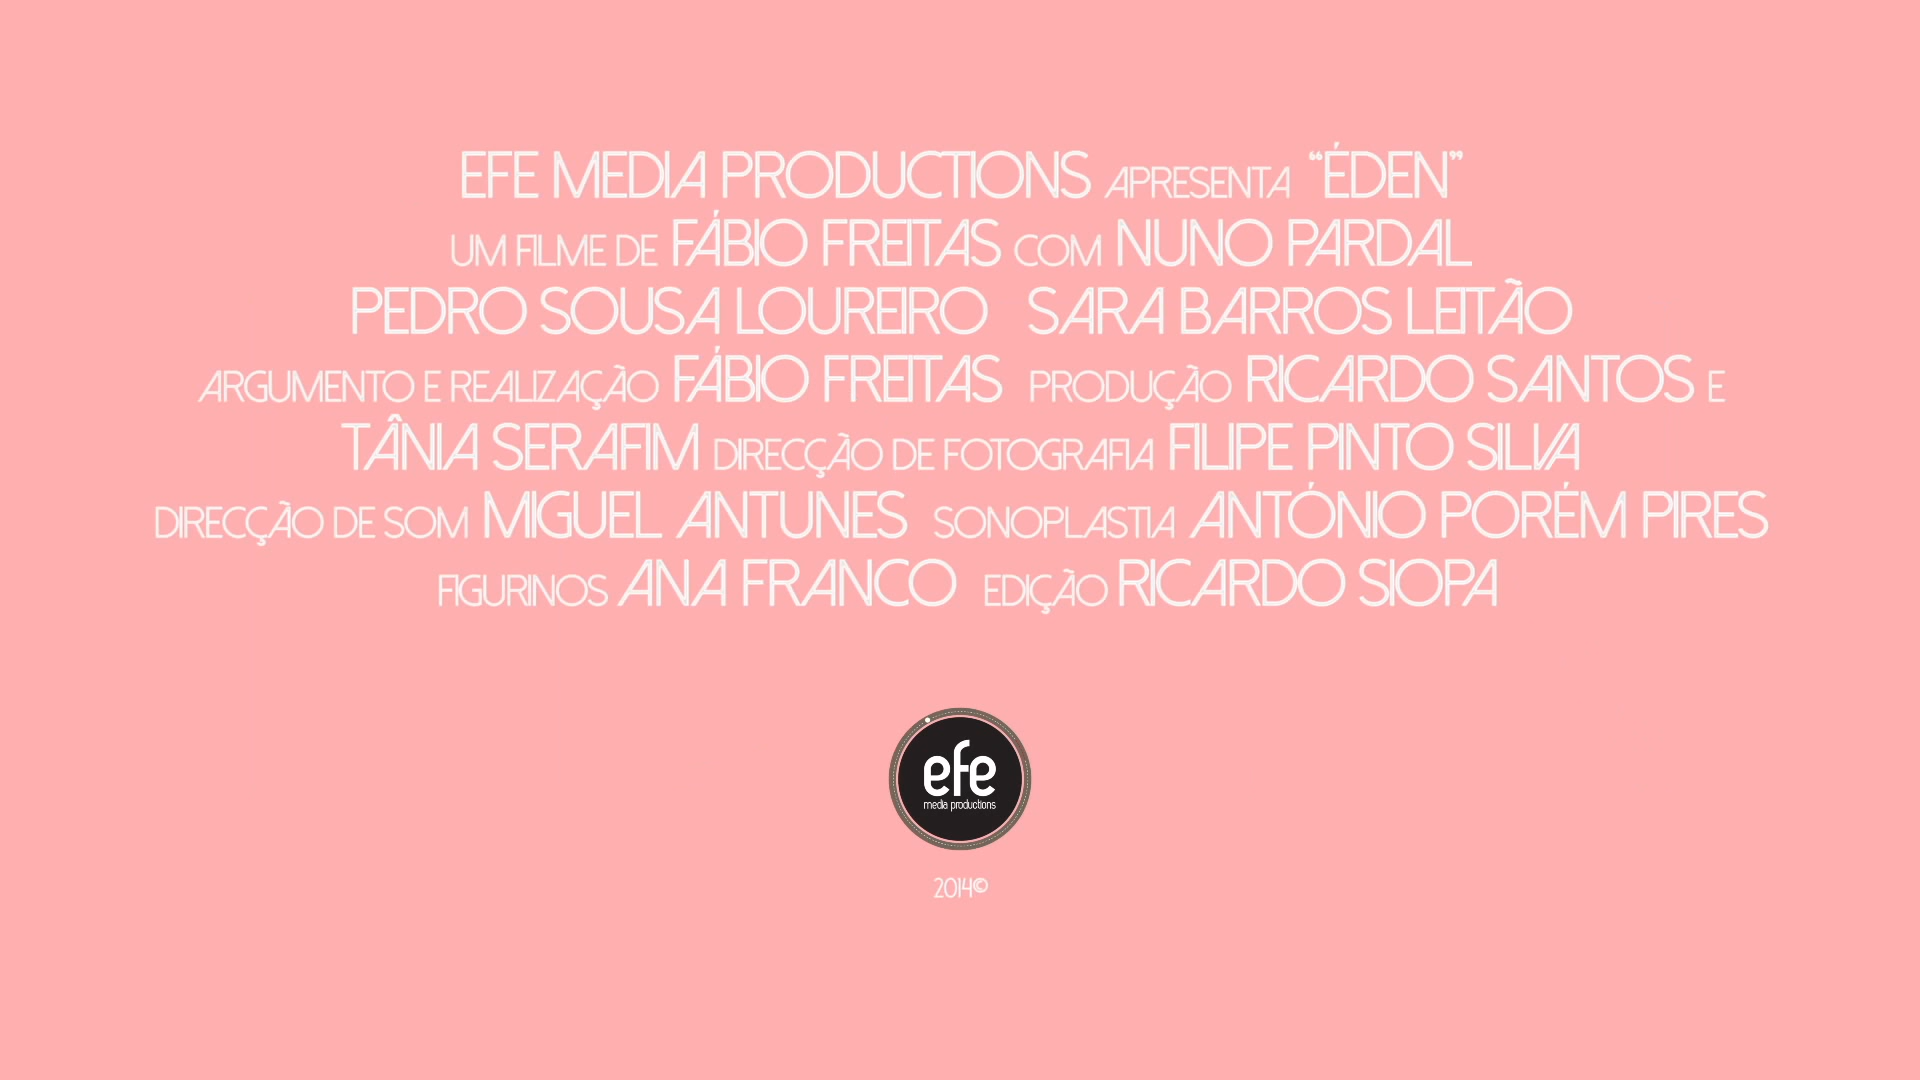 EFE MEDIA PRODUCTIONS APRESENTA “ÉDEN”
UM FILME DE FÁBIO FREITAS COM NUNO PARDAL
PEDRO SOUSA LOUREIRO SARA BARROS LEITÃO
ARGUMENTO E REALIZAÇÃO FÁBIO FREITAS PRODUÇÃO RICARDO SANTOS E
TÂNIA SERAFIM DIRECÇÃO DE FOTOGRAFIA FILIPE PINTO SILVA
DIRECÇÃO DE SOM MIGUEL ANTUNES SONOPLASTIA ANTÓNIO PORÉM PIRES
FIGURINOS ANA FRANCO EDIÇÃO RICARDO SIOPA
efe
media productions
2014©